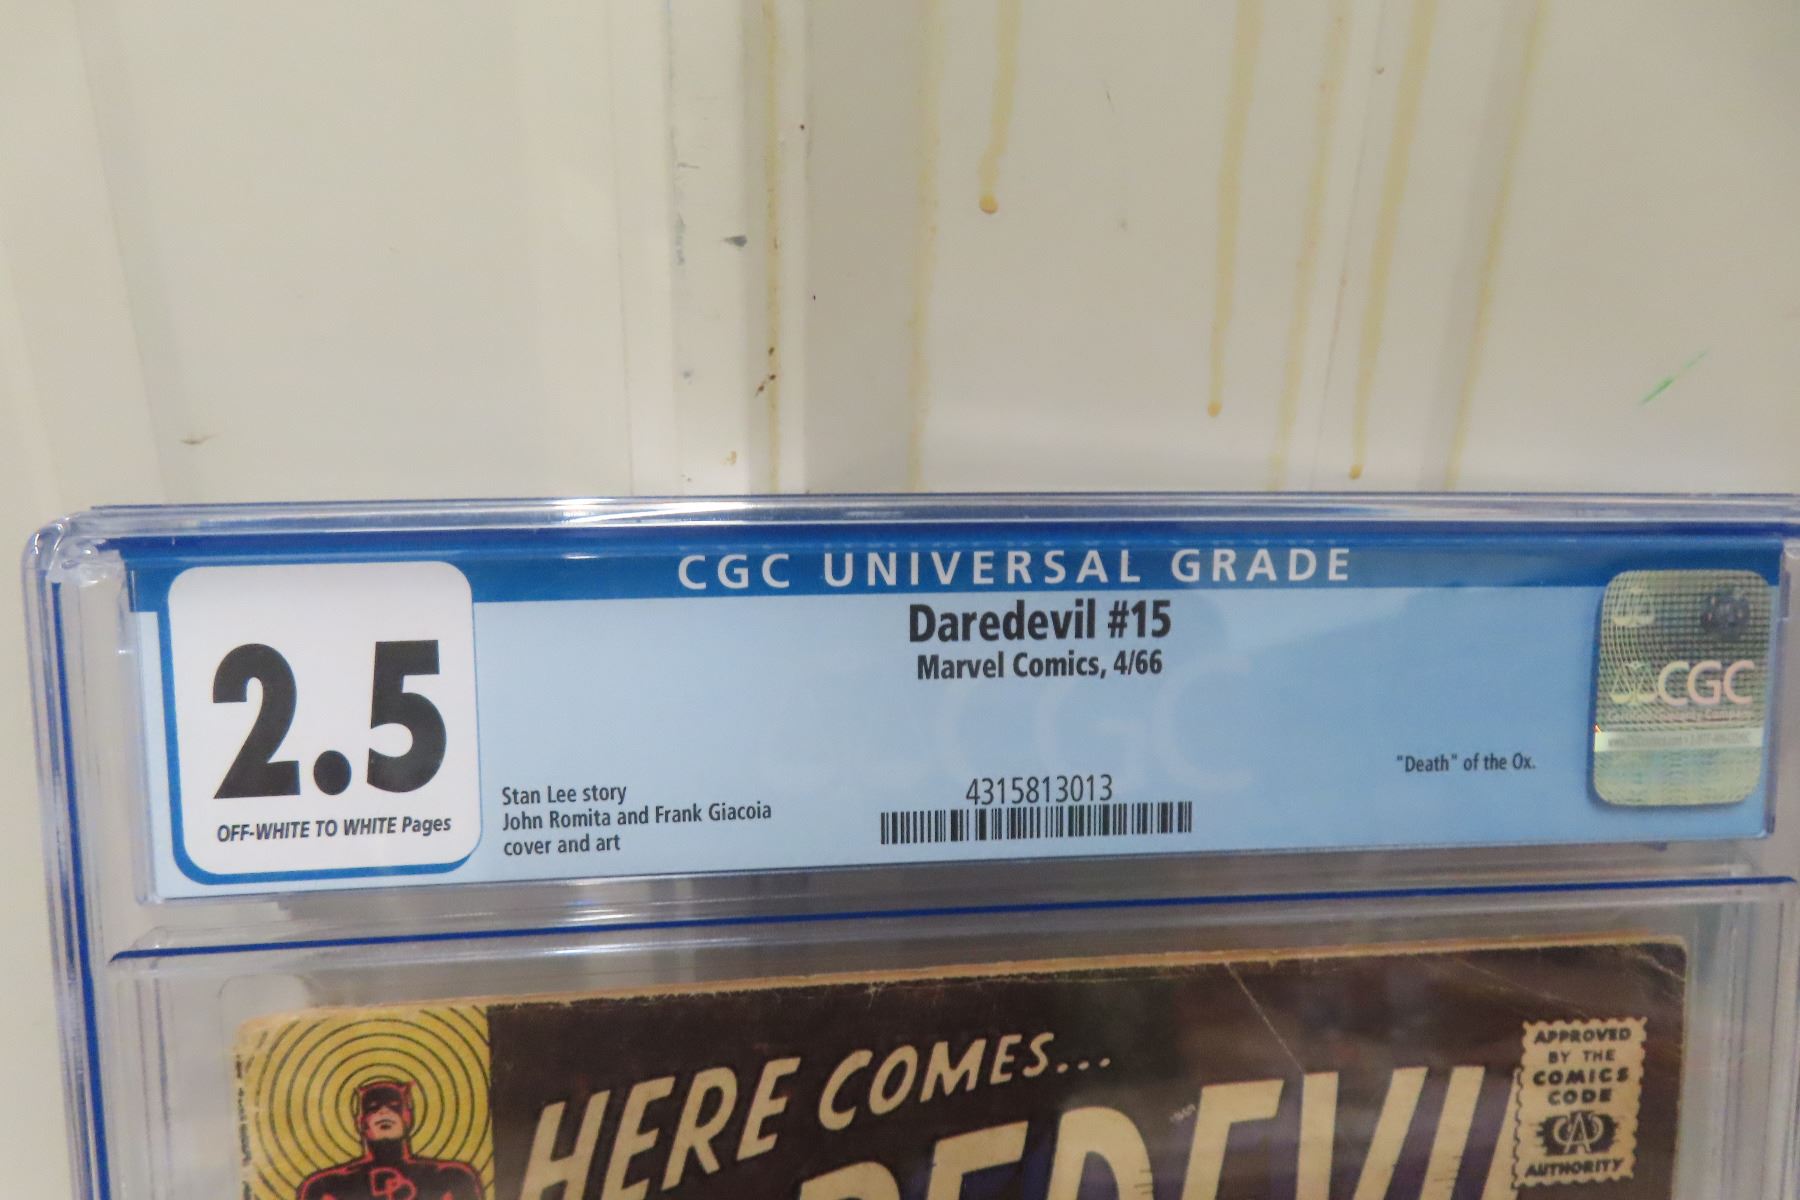 CGC UNIVERSAL GRADE
2.5
OFF-WHITE TO WHITE Pages
Daredevil #15
Marvel Comics, 4/66
Stan Lee story
John Romita and Frank Giacoia
cover and art
4315813013
"Death" of the Ox.
CGC
HERE COMES...
DAREDEVIL
APPROVED
BY THE
COMICS
CODE
AUTHORITY
DD